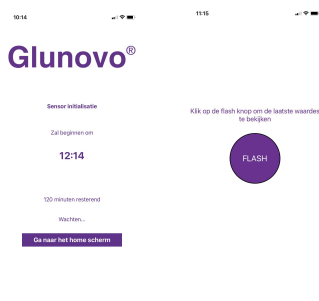 10:14
Glunovo®
Sensor initialisatie
Zal beginnen om
12:14
120 minuten resterend
Wachten...
Ga naar het home scherm
11:15
Klik op de flash knop om de laatste waardes
te bekijken
FLASH